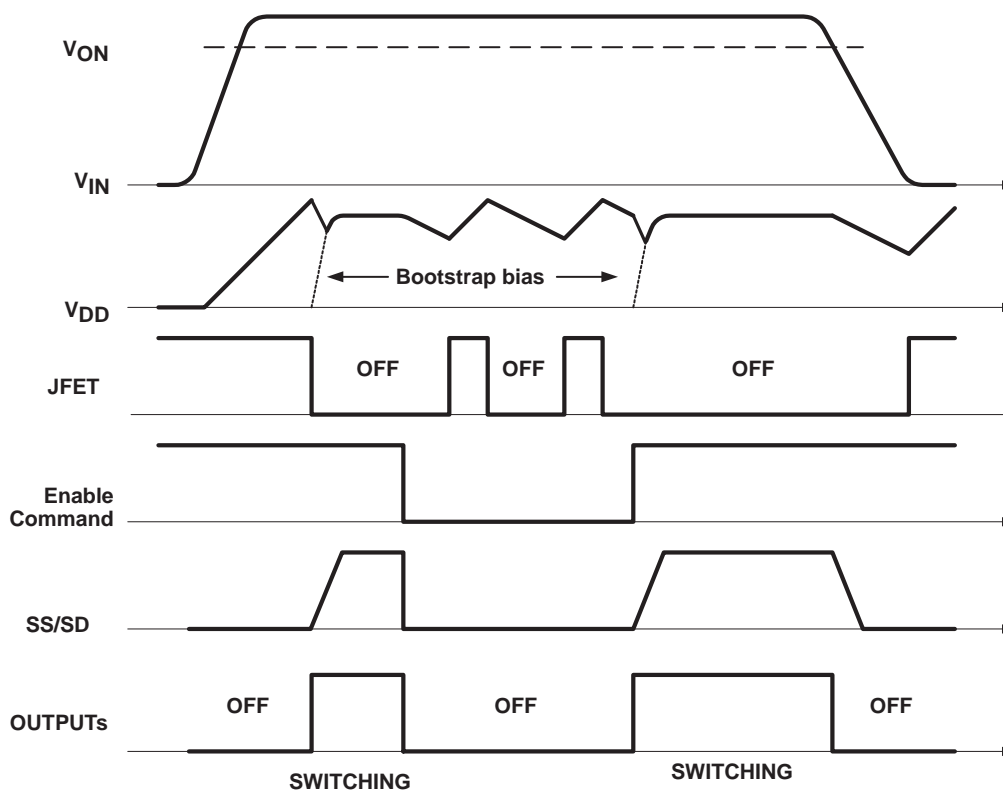 VON
VIN
Bootstrap bias
VDD
OFF OFF OFF
JFET
Enable
Command
SS/SD
OFF OFF OFF
OUTPUTs
SWITCHING SWITCHING